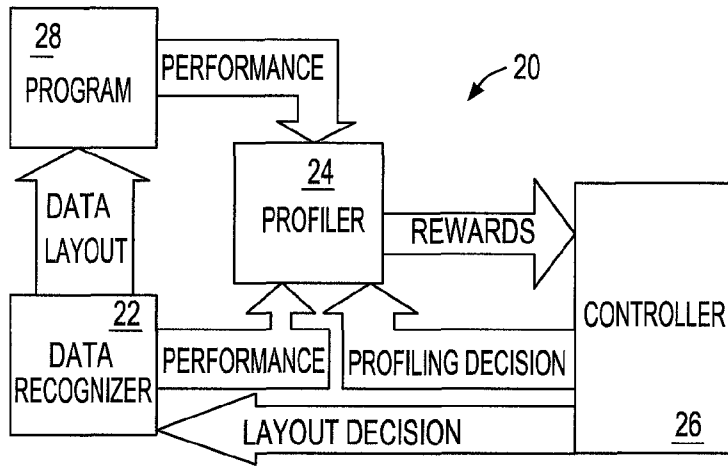 28
PROGRAM
PERFORMANCE
20
24
PROFILER
DATA
LAYOUT
REWARDS
CONTROLLER
22
DATA
RECOGNIZER
PERFORMANCE
PROFILING DECISION
LAYOUT DECISION
26